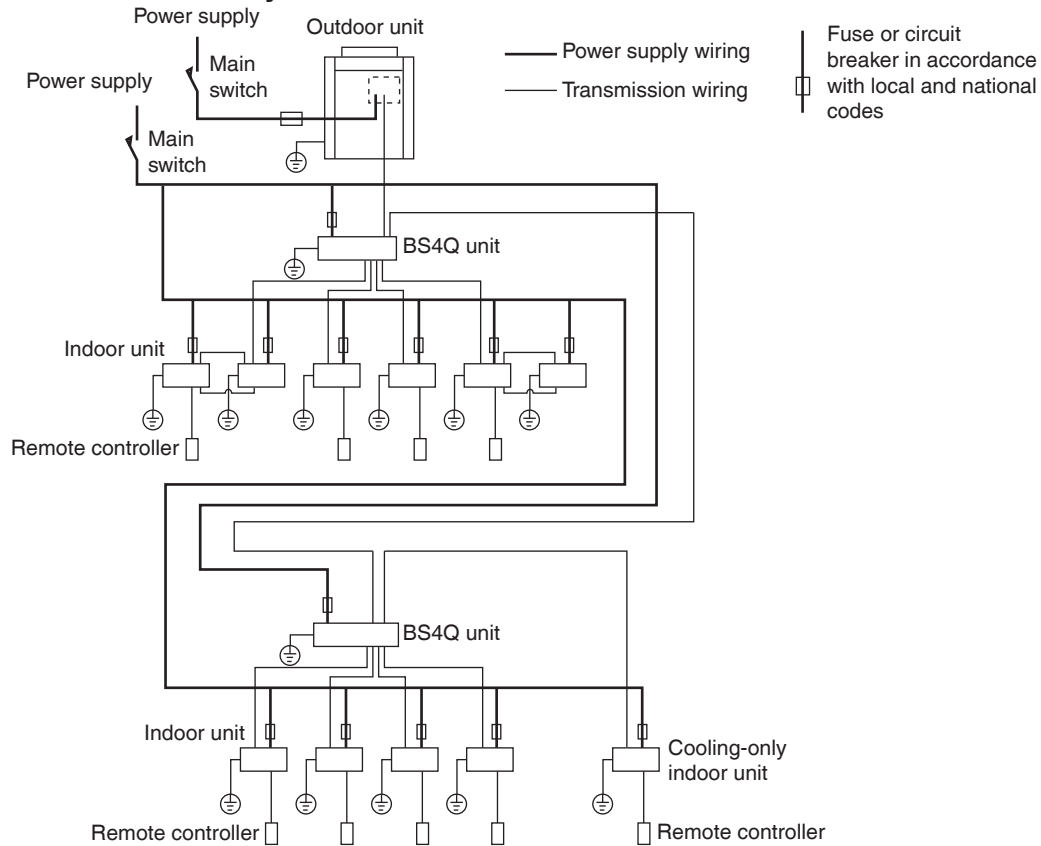 Power supply
Outdoor unit
Main
switch
Power supply
Main
switch
Power supply wiring
Transmission wiring
Fuse or circuit
breaker in accordance
with local and national
codes
BS4Q unit
Indoor unit
Remote controller
BS4Q unit
Indoor unit
Cooling-only
indoor unit
Remote controller
Remote controller